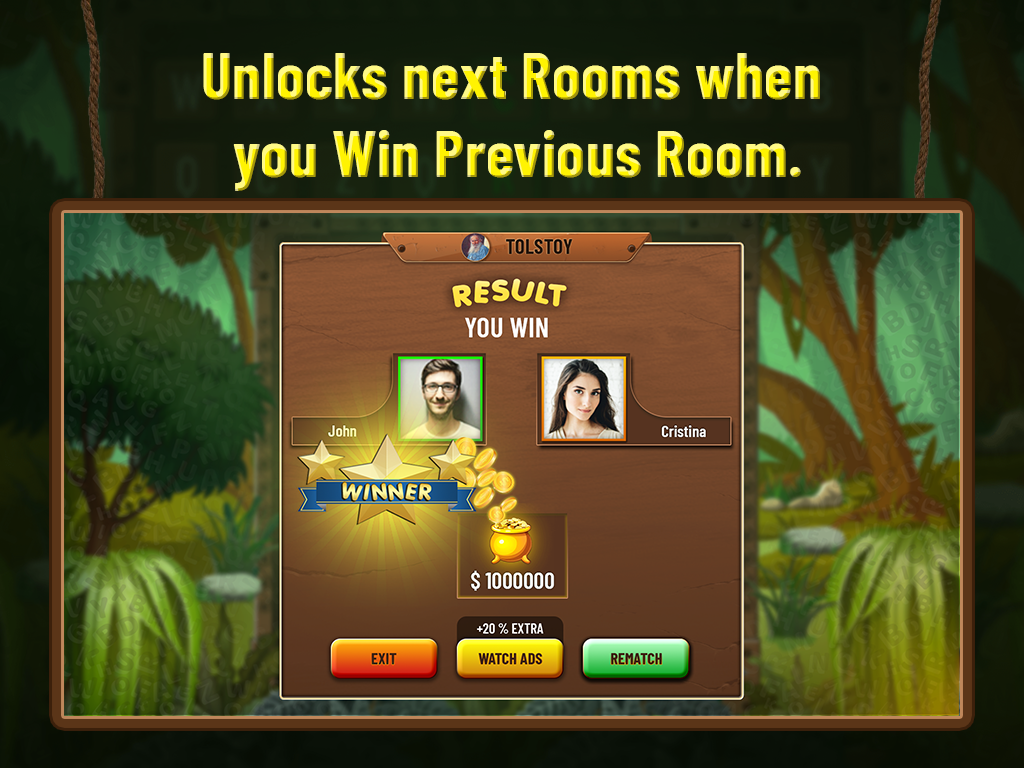 Unlocks next Rooms when
you Win Previous Room.
TOLSTOY
RESULT
YOU WIN
John
Cristina
WINNER
$ 1000000
+20 % EXTRA
EXIT
WATCH ADS
REMATCH